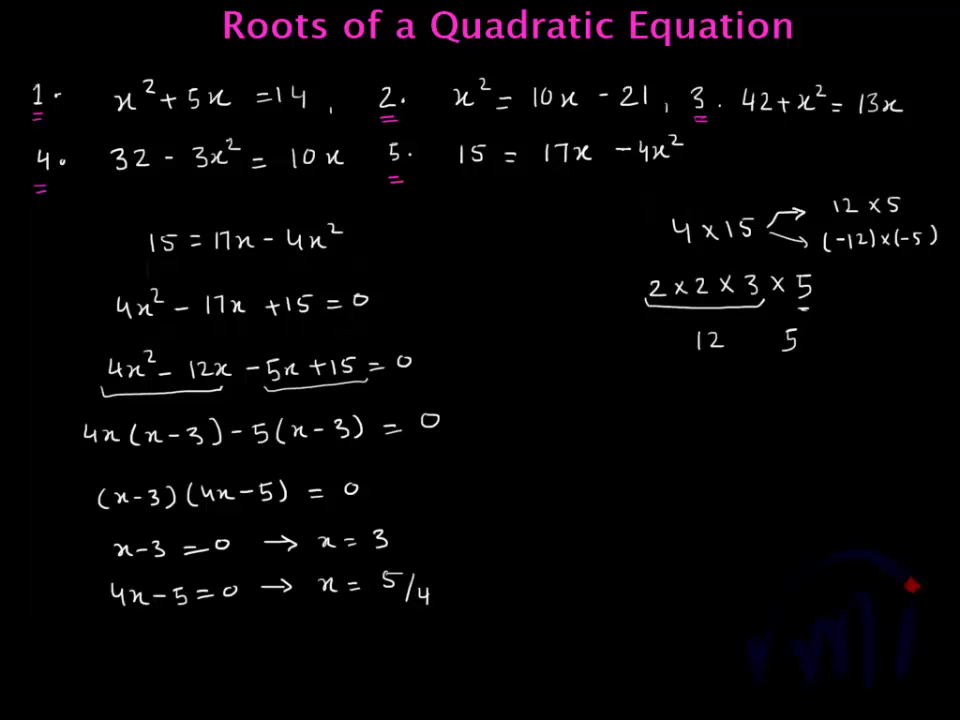 Roots of a Quadratic Equation
1. x² + 5x = 14, 2. x² = 10x - 21, 3. 42 + x² = 13x
4. 32 - 3x² = 10x 5. 15 = 17x - 4x²
15 = 17x - 4x²
4x² - 17x + 15 = 0
4x² - 12x - 5x + 15 = 0
4x(x-3) - 5(x-3) = 0
(x-3)(4x-5) = 0
x-3 = 0 → x = 3
4x-5 = 0 → x = 5/4
4 × 15 → 12 × 5
→ (-12)×(-5)
2 × 2 × 3 × 5
12 5